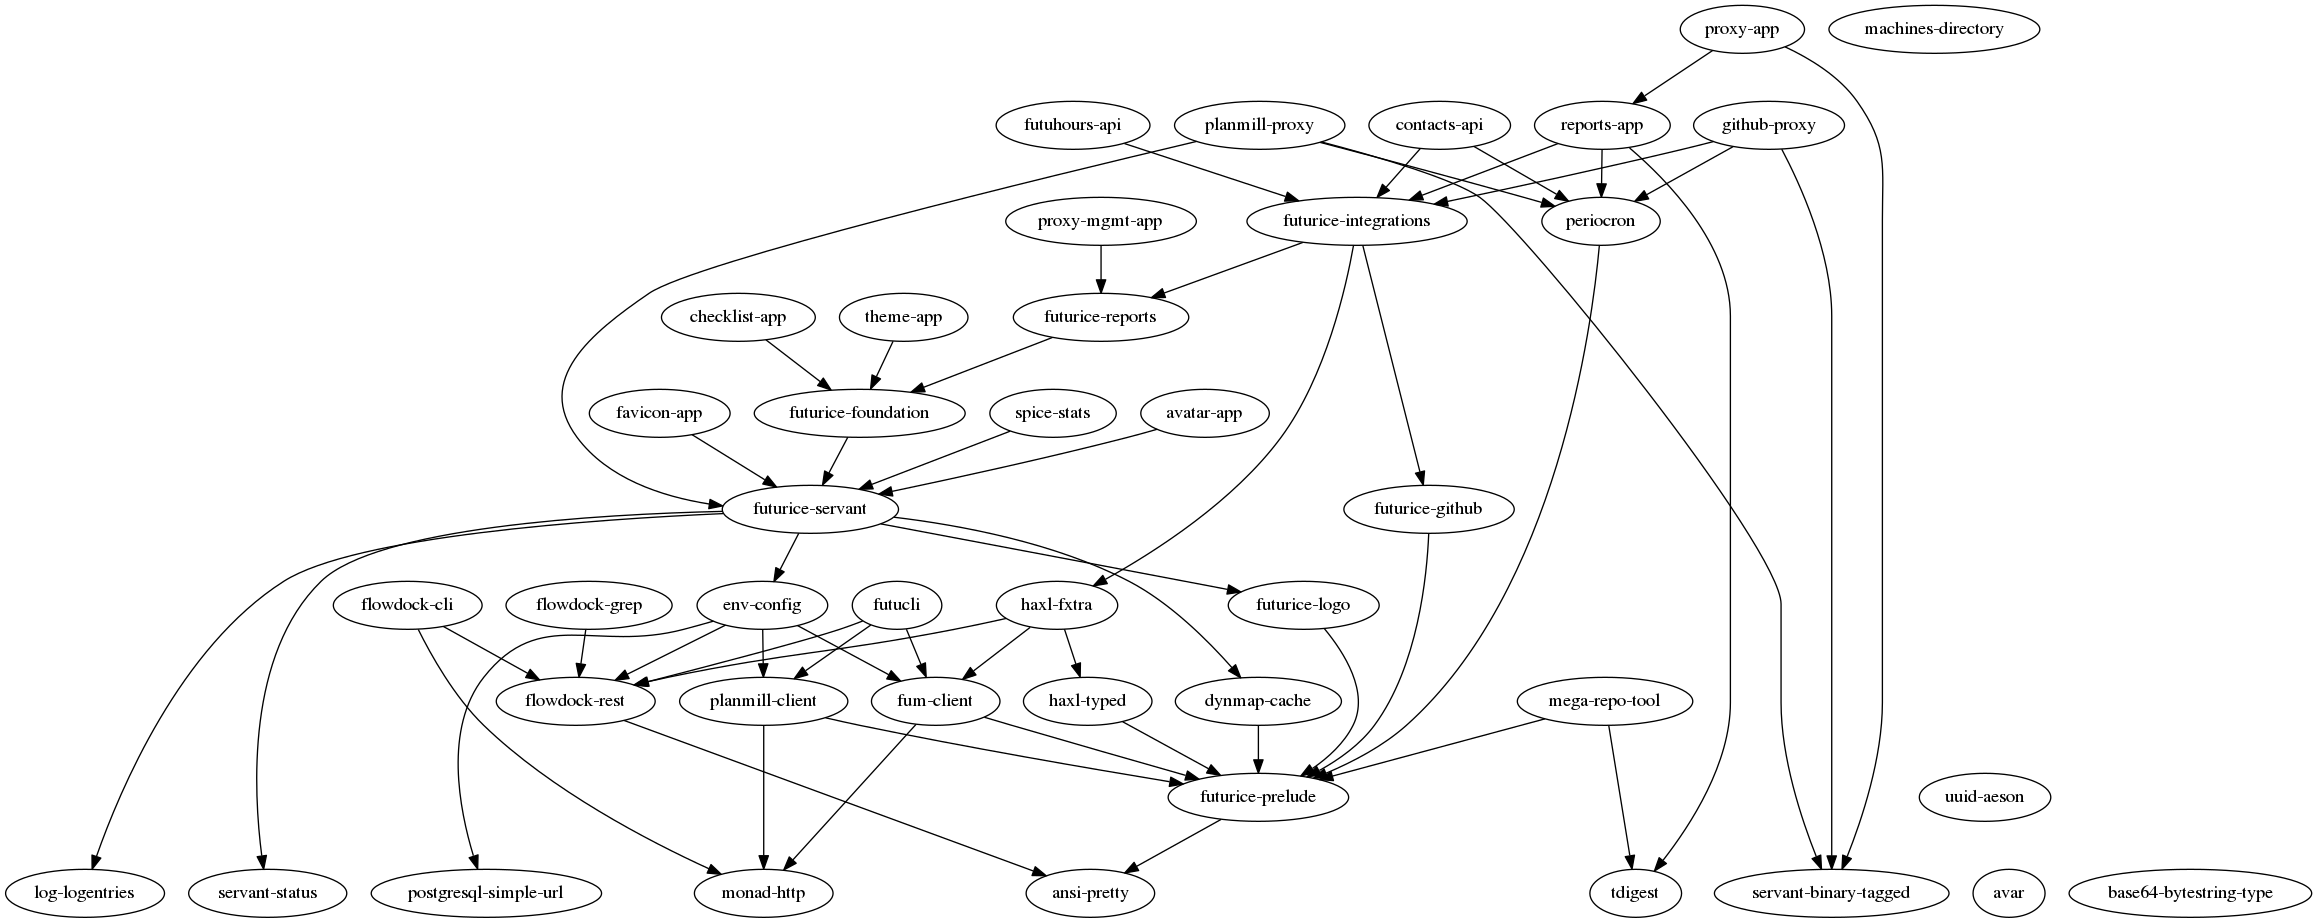 proxy-app
machines-directory
futuhours-api
planmill-proxy
contacts-api
reports-app
github-proxy
proxy-mgmt-app
futurice-integrations
periocron
checklist-app
theme-app
futurice-reports
favicon-app
futurice-foundation
spice-stats
avatar-app
futurice-servant
futurice-github
flowdock-cli
flowdock-grep
env-config
futucli
haxl-fxtra
futurice-logo
flowdock-rest
planmill-client
fum-client
haxl-typed
dynmap-cache
mega-repo-tool
futurice-prelude
uuid-aeson
log-logentries
servant-status
postgresql-simple-url
monad-http
ansi-pretty
tdigest
servant-binary-tagged
avar
base64-bytestring-type